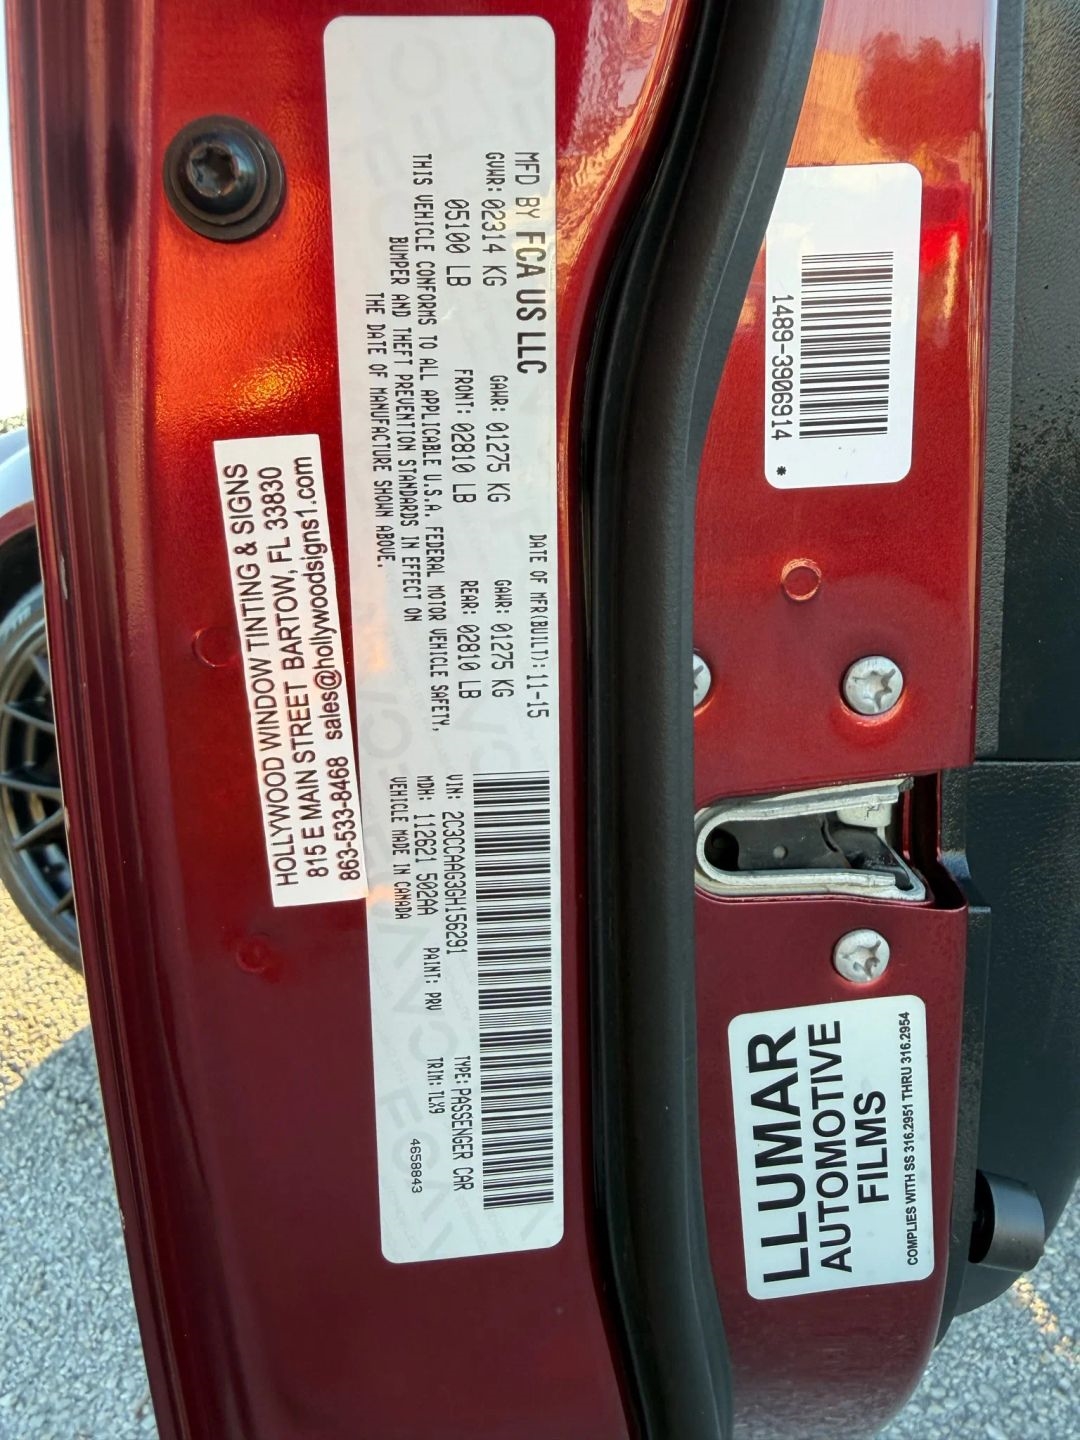 MFD BY FCA US LLC
DATE OF MFR(BUILT): 11-15
GVWR: 02314 KG
GAWR: 01275 KG
GAWR: 01275 KG
05100 LB
FRONT: 02810 LB
REAR: 02810 LB
THIS VEHICLE CONFORMS TO ALL APPLICABLE U.S.A. FEDERAL MOTOR VEHICLE SAFETY,
BUMPER AND THEFT PREVENTION STANDARDS IN EFFECT ON
THE DATE OF MANUFACTURE SHOWN ABOVE.
VIN: 2C3CCAAG3GH156291
TYPE: PASSENGER CAR
MDH: 112621 502AA
PAINT: PRV
TRIM: TLX9
VEHICLE MADE IN CANADA
4658843
HOLLYWOOD WINDOW TINTING & SIGNS
815 E MAIN STREET BARTOW, FL 33830
863-533-8468 sales@hollywoodsigns1.com
1489-3906914
*
LLUMAR
AUTOMOTIVE
FILMS
COMPLIES WITH SS 316.2951 THRU 316.2954